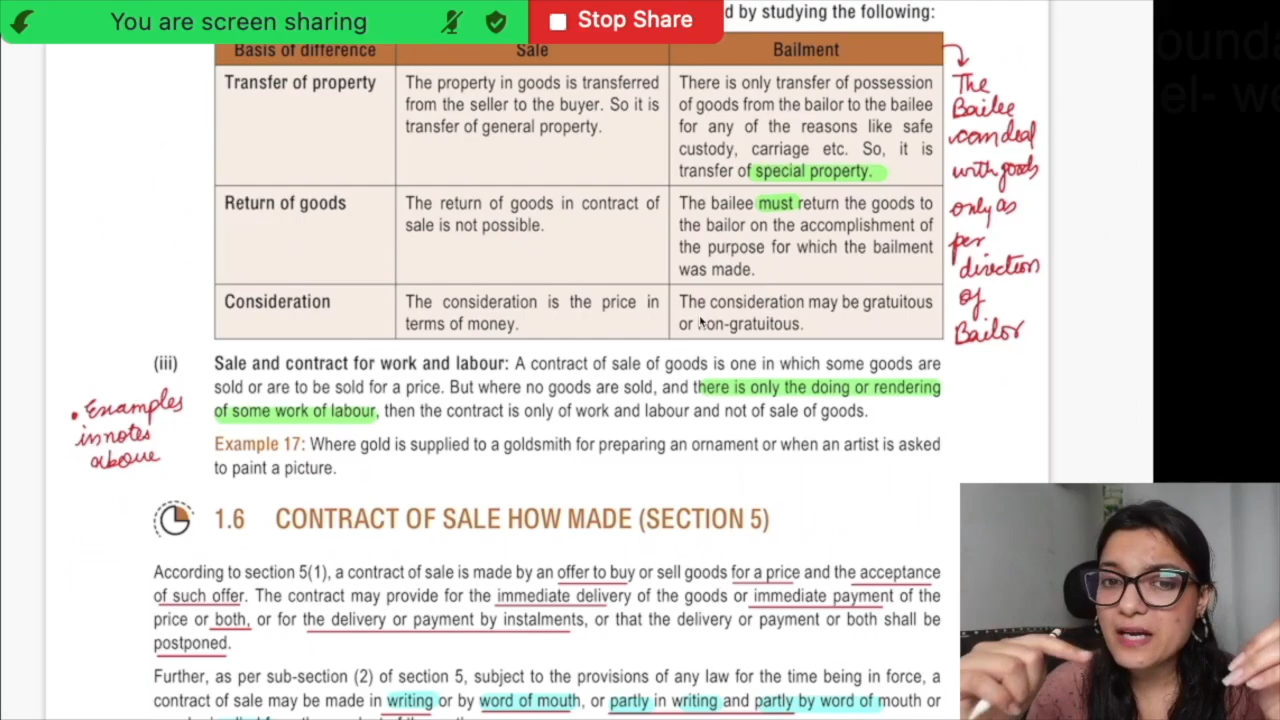 You are screen sharing
Stop Share
d by studying the following:
Basis of difference Sale Bailment
Transfer of property
The property in goods is transferred
from the seller to the buyer. So it is
transfer of general property.
There is only transfer of possession
of goods from the bailor to the bailee
for any of the reasons like safe
custody, carriage etc. So, it is
transfer of special property.
Return of goods
The return of goods in contract of
sale is not possible.
The bailee must return the goods to
the bailor on the accomplishment of
the purpose for which the bailment
was made.
Consideration
The consideration is the price in
terms of money.
The consideration may be gratuitous
or non-gratuitous.
The
Bailee
can deal
with goods
only as
per
direction
of
Bailor
(iii) Sale and contract for work and labour: A contract of sale of goods is one in which some goods are
sold or are to be sold for a price. But where no goods are sold, and there is only the doing or rendering
of some work of labour, then the contract is only of work and labour and not of sale of goods.
• Examples
in notes
above
Example 17: Where gold is supplied to a goldsmith for preparing an ornament or when an artist is asked
to paint a picture.
1.6 CONTRACT OF SALE HOW MADE (SECTION 5)
According to section 5(1), a contract of sale is made by an offer to buy or sell goods for a price and the acceptance
of such offer. The contract may provide for the immediate delivery of the goods or immediate payment of the
price or both, or for the delivery or payment by instalments, or that the delivery or payment or both shall be
postponed.
Further, as per sub-section (2) of section 5, subject to the provisions of any law for the time being in force, a
contract of sale may be made in writing or by word of mouth, or partly in writing and partly by word of mouth or